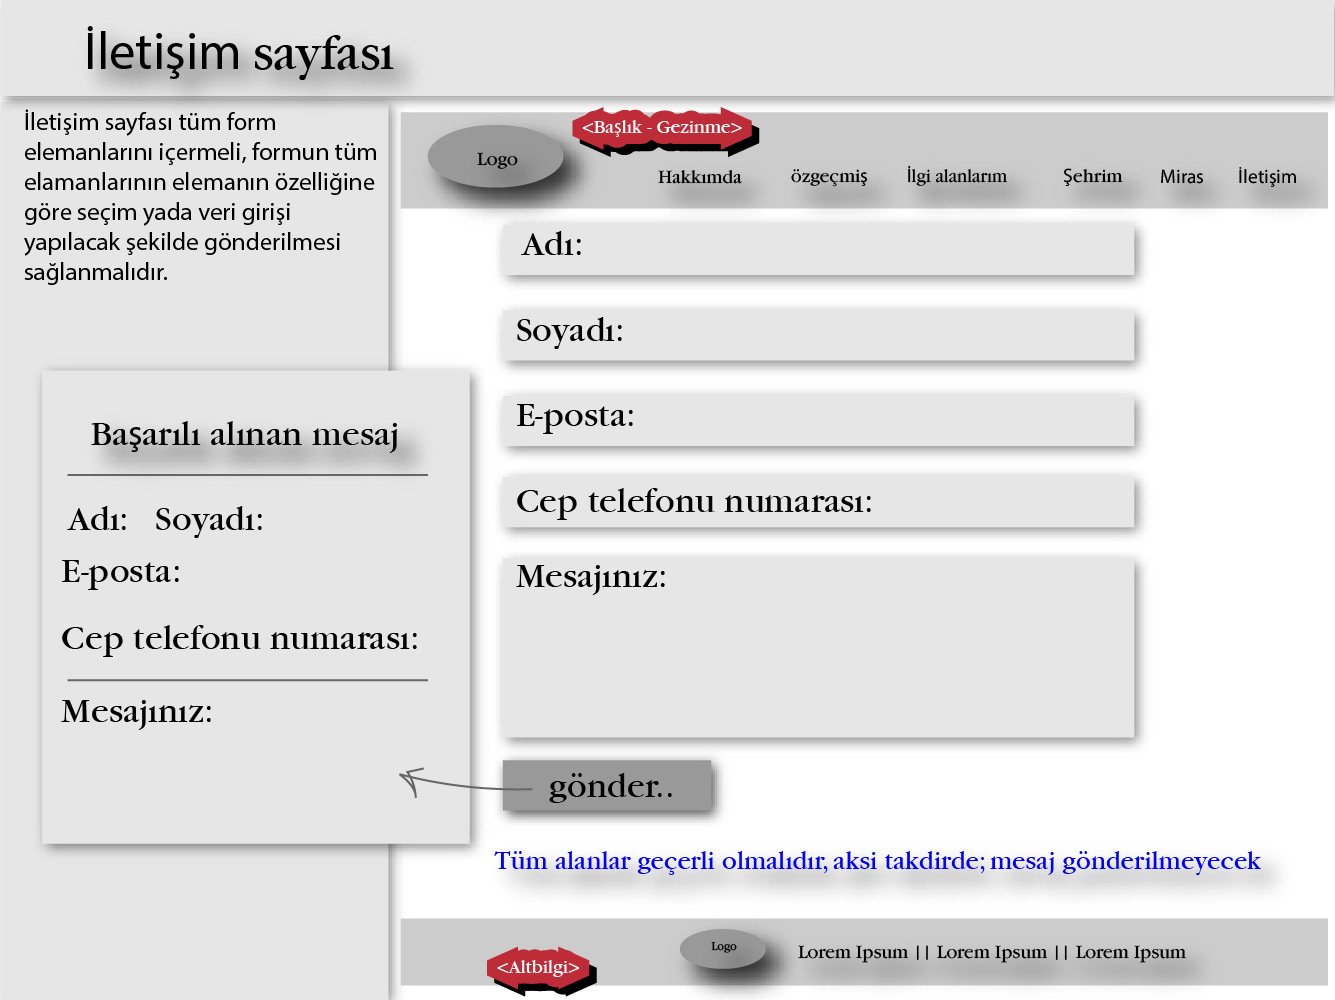 İletişim sayfası
İletişim sayfası tüm form
elemanlarını içermeli, formun tüm
elamanlarının elemanın özelliğine
göre seçim yada veri girişi
yapılacak şekilde gönderilmesi
sağlanmalıdır.
<Başlık - Gezinme>
Logo
Hakkımda özgeçmiş İlgi alanlarım Şehrim Miras İletişim
Adı:
Soyadı:
E-posta:
Cep telefonu numarası:
Mesajınız:
gönder..
Tüm alanlar geçerli olmalıdır, aksi takdirde; mesaj gönderilmeyecek
Başarılı alınan mesaj
Adı: Soyadı:
E-posta:
Cep telefonu numarası:
Mesajınız:
<Altbilgi>
Logo
Lorem Ipsum || Lorem Ipsum || Lorem Ipsum